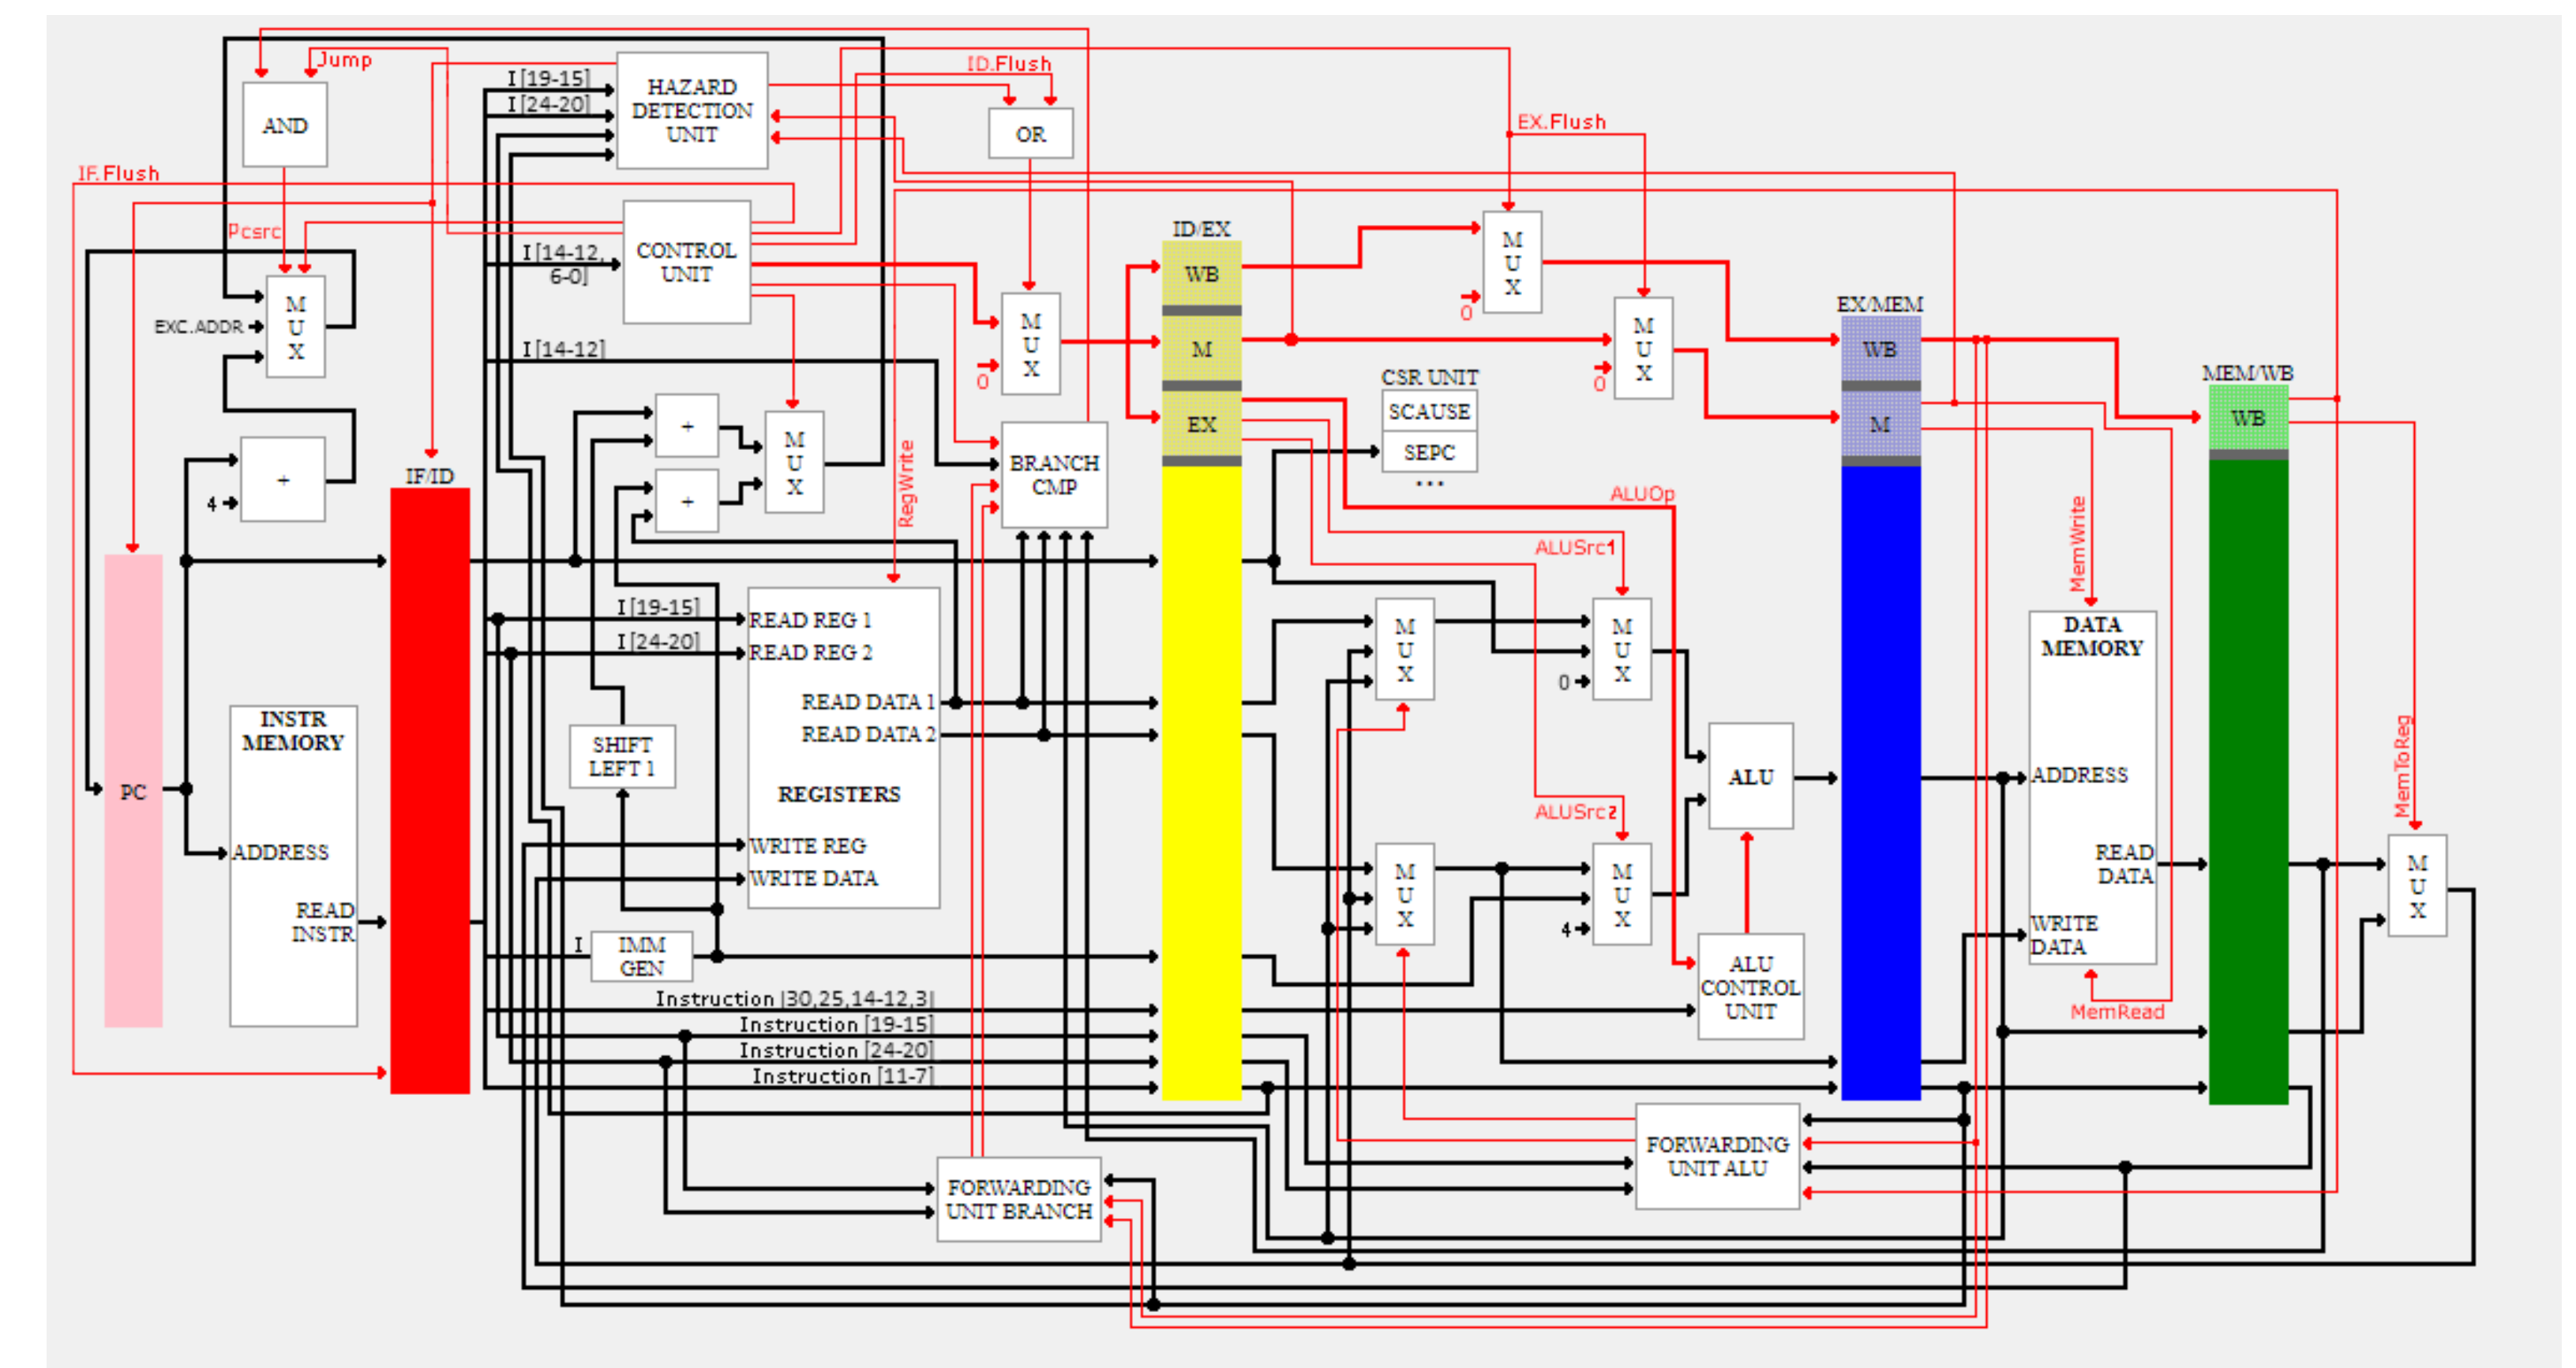 Jump
I [19-15]
I [24-20]
HAZARD
DETECTION
UNIT
ID.Flush
OR
EX.Flush
AND
IF.Flush
Pcsrc
I [14-12,
6-0]
CONTROL
UNIT
ID/EX
WB
M
EX
M
U
X
0
M
U
X
0
M
U
X
0
EX/MEM
WB
M
MEM/WB
WB
EXC.ADDR
M
U
X
I [14-12]
CSR UNIT
SCAUSE
SEPC
...
+
+
M
U
X
BRANCH
CMP
RegWrite
4
+
IF/ID
ALUOp
ALUSrc1
MemWrite
PC
INSTR
MEMORY
ADDRESS
READ
INSTR
I [19-15]
I [24-20]
READ REG 1
READ REG 2
READ DATA 1
READ DATA 2
REGISTERS
WRITE REG
WRITE DATA
SHIFT
LEFT 1
I
IMM
GEN
M
U
X
M
U
X
0
ALUSrc2
M
U
X
M
U
X
4
ALU
ALU
CONTROL
UNIT
DATA
MEMORY
ADDRESS
READ
DATA
WRITE
DATA
MemRead
MemToReg
M
U
X
Instruction [30,25,14-12,3]
Instruction [19-15]
Instruction [24-20]
Instruction [11-7]
FORWARDING
UNIT BRANCH
FORWARDING
UNIT ALU